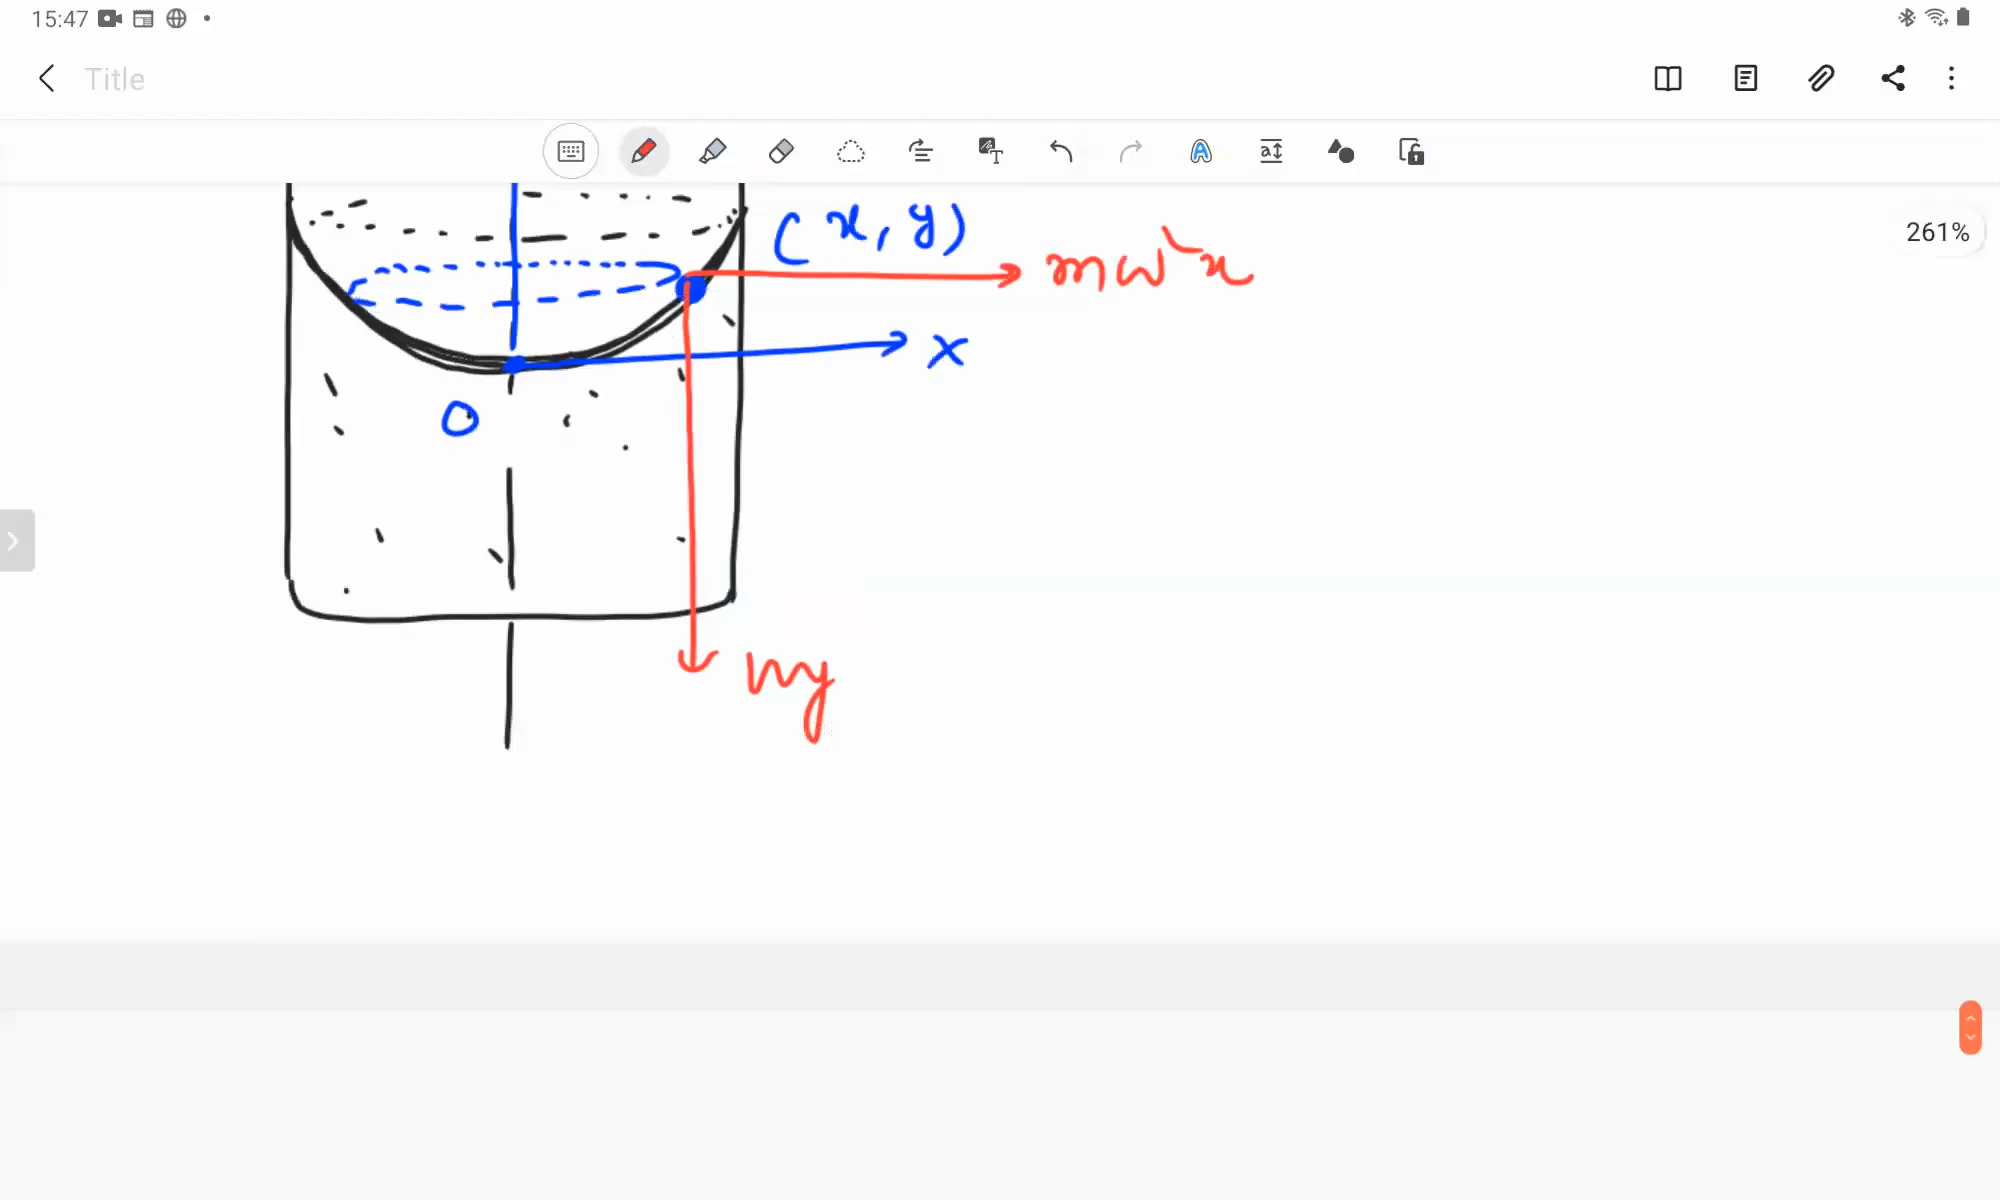 15:47
Title
261%
(x, y)
mω²x
x
O
mg